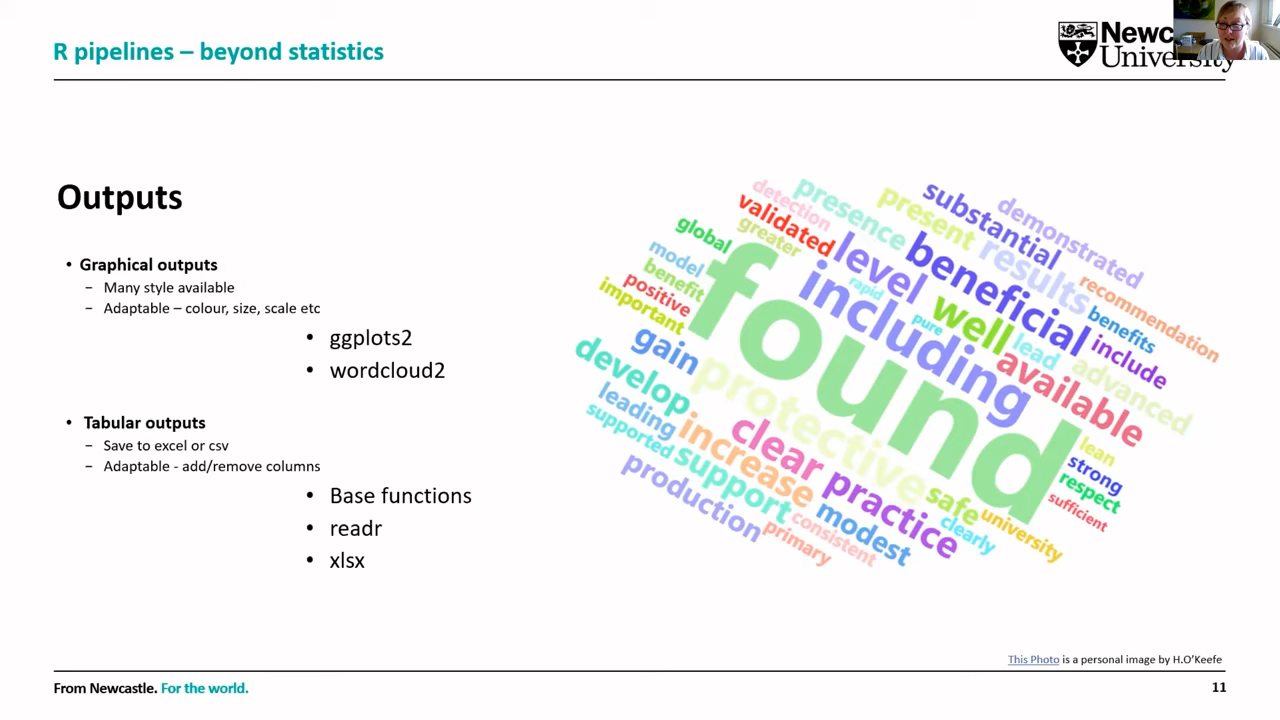 R pipelines – beyond statistics
Newc
University
Outputs
• Graphical outputs
– Many style available
– Adaptable – colour, size, scale etc
• ggplots2
• wordcloud2
• Tabular outputs
– Save to excel or csv
– Adaptable - add/remove columns
• Base functions
• readr
• xlsx
detection
presence
present
substantial
demonstrated
validated
greater
global
level
beneficial
results
recommendation
model
benefit
rapid
including
well
benefits
positive
important
pure
lead
include
found
gain
available
advanced
develop
protective
leading
supported
clear
increase
support
practice
lean
strong
respect
sufficient
safe
university
clearly
production
modest
consistent
primary
This Photo is a personal image by H.O'Keefe
From Newcastle. For the world.
11